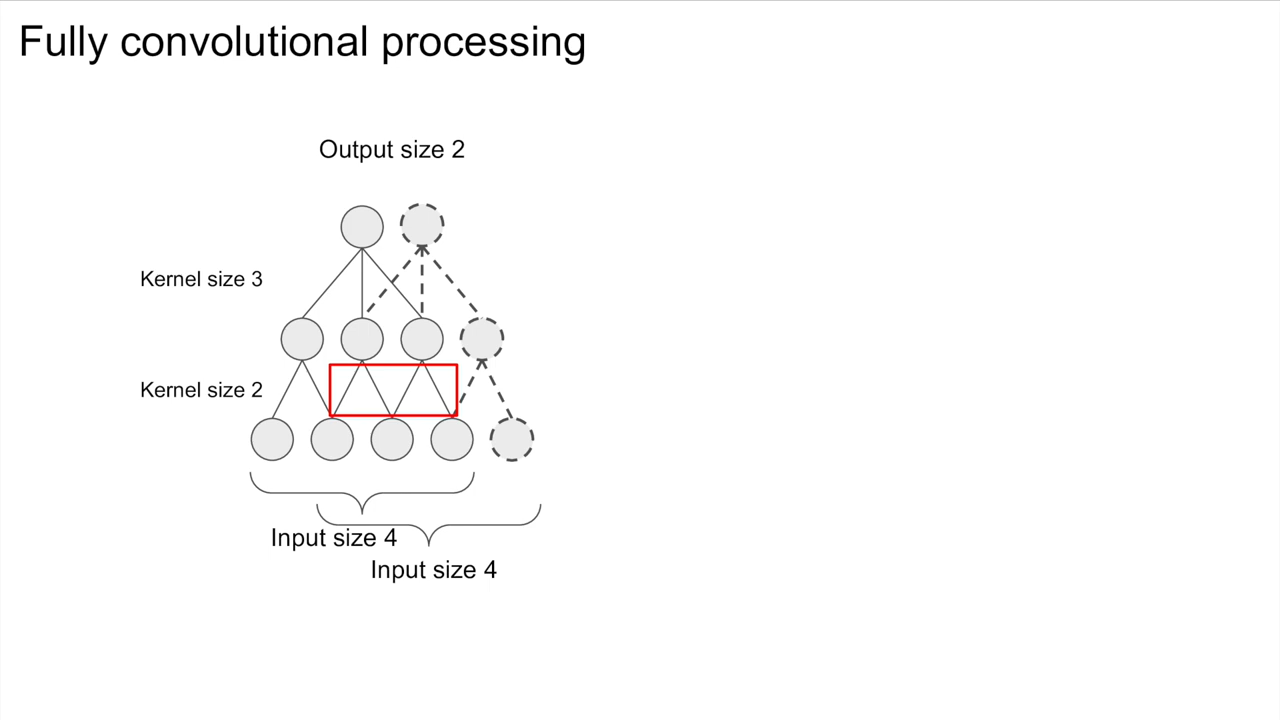 Fully convolutional processing
Output size 2
Kernel size 3
Kernel size 2
Input size 4
Input size 4